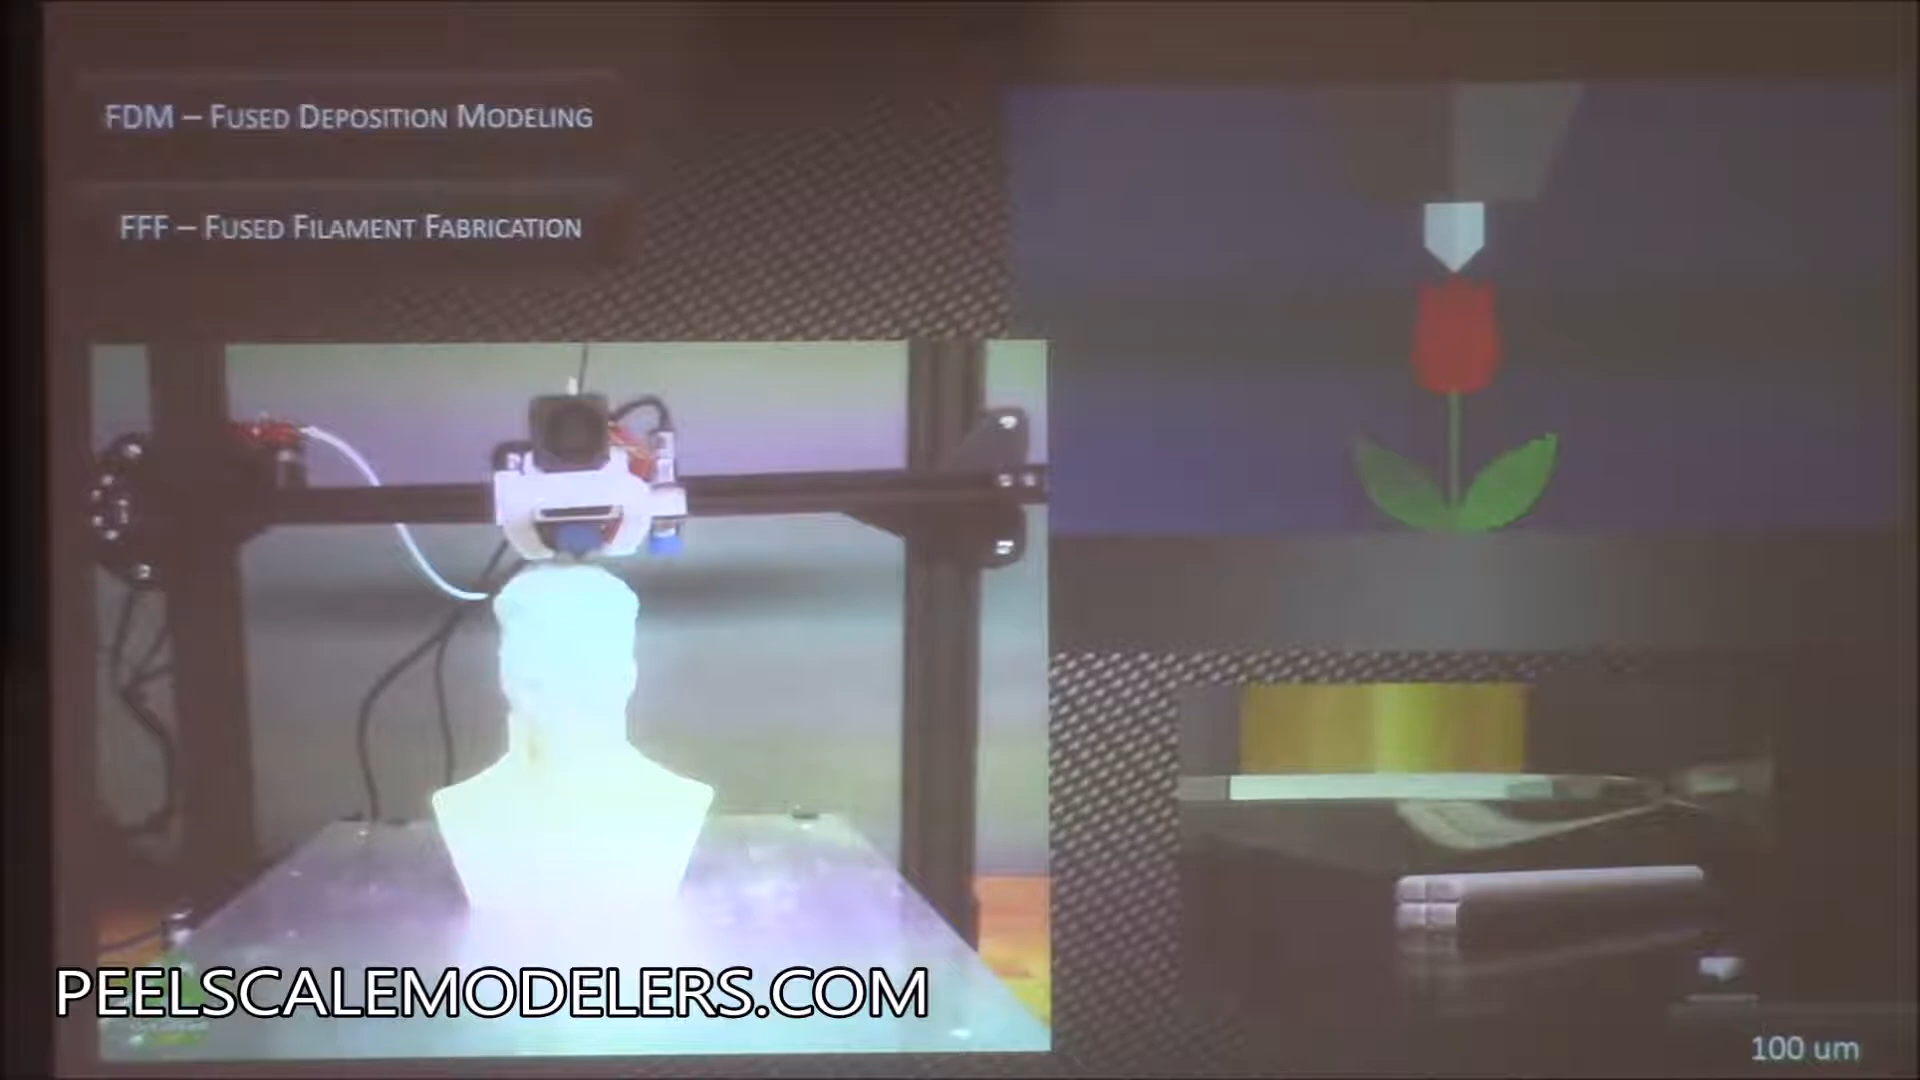 FDM – FUSED DEPOSITION MODELING
FFF – FUSED FILAMENT FABRICATION
PEELSCALEMODELERS.COM
100 um